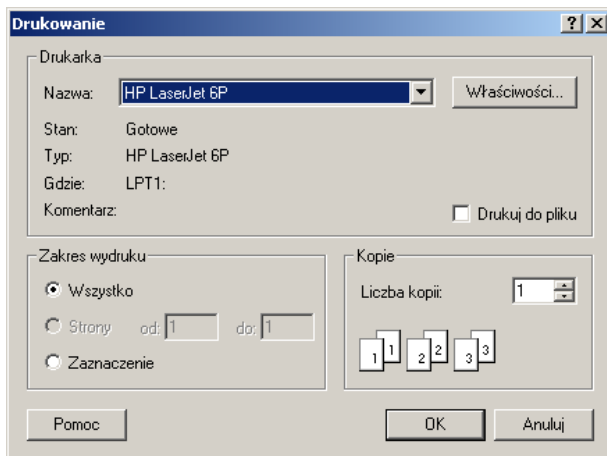 Drukowanie
Drukarka
Nazwa: HP LaserJet 6P Właściwości...
Stan: Gotowe
Typ: HP LaserJet 6P
Gdzie: LPT1:
Komentarz: Drukuj do pliku
Zakres wydruku
Wszystko
Strony od: 1 do: 1
Zaznaczenie
Kopie
Liczba kopii: 1
1 1 2 2 3 3
Pomoc OK Anuluj